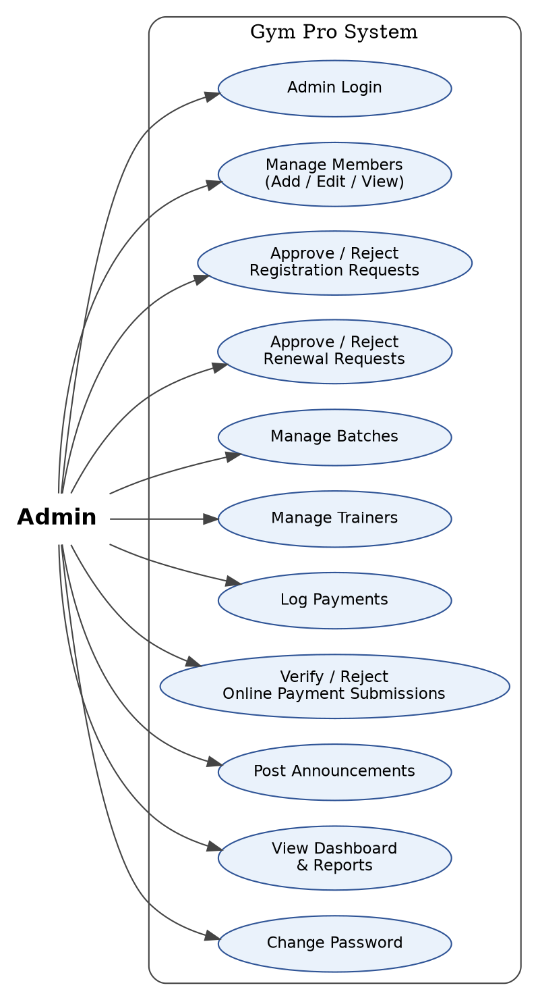 Gym Pro System
Admin Login
Manage Members
(Add / Edit / View)
Approve / Reject
Registration Requests
Approve / Reject
Renewal Requests
Manage Batches
Admin
Manage Trainers
Log Payments
Verify / Reject
Online Payment Submissions
Post Announcements
View Dashboard
& Reports
Change Password